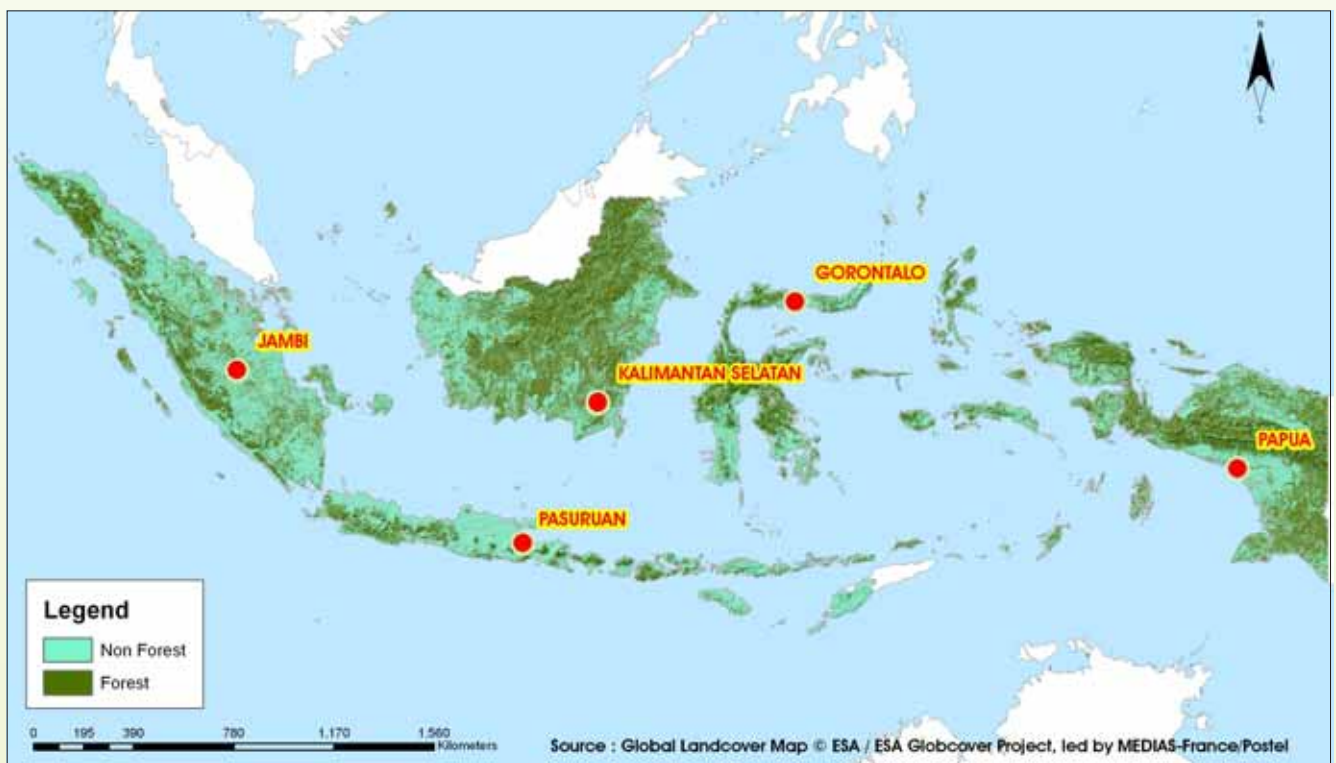 N
S
GORONTALO
JAMBI
KALIMANTAN SELATAN
PAPUA
PASURUAN
Legend
Non Forest
Forest
0 195 390 780 1,170 1,560
Kilometers
Source : Global Landcover Map © ESA / ESA Globcover Project, led by MEDIAS-France/Postel